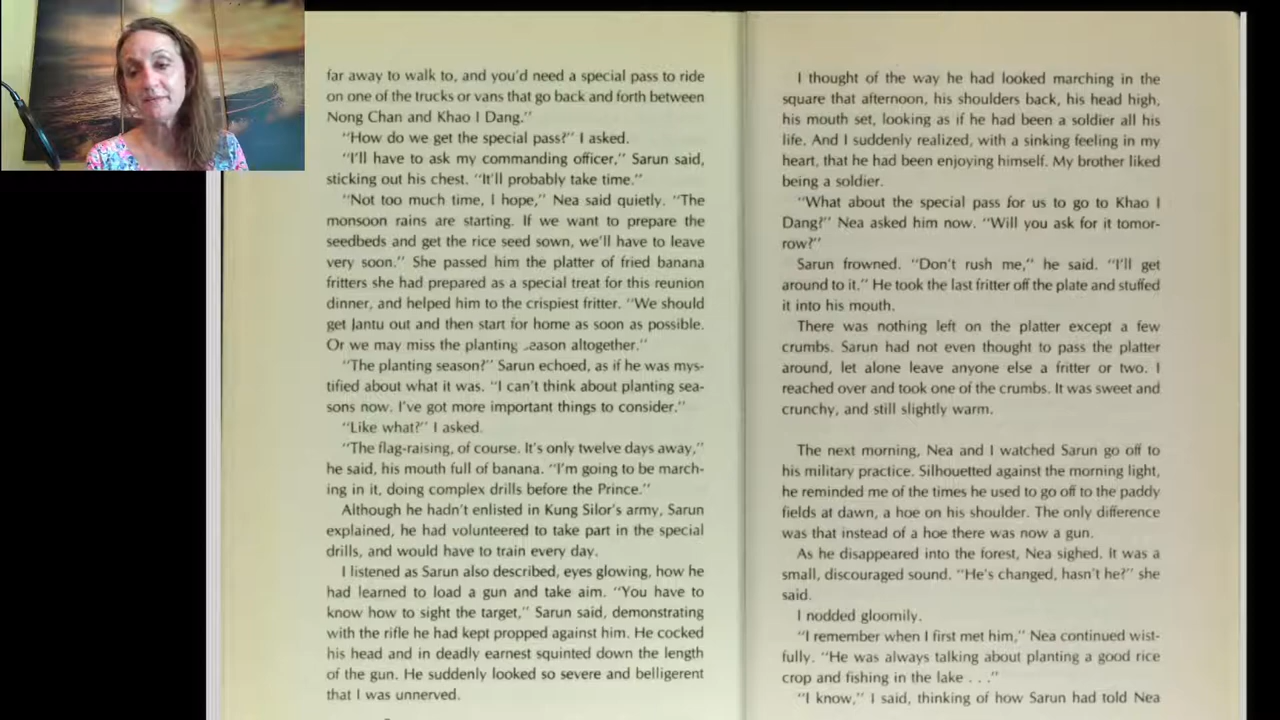 far away to walk to, and you'd need a special pass to ride
on one of the trucks or vans that go back and forth between
Nong Chan and Khao I Dang."
"How do we get the special pass?" I asked.
"I'll have to ask my commanding officer," Sarun said,
sticking out his chest. "It'll probably take time."
"Not too much time, I hope," Nea said quietly. "The
monsoon rains are starting. If we want to prepare the
seedbeds and get the rice seed sown, we'll have to leave
very soon." She passed him the platter of fried banana
fritters she had prepared as a special treat for this reunion
dinner, and helped him to the crispiest fritter. "We should
get Jantu out and then start for home as soon as possible.
Or we may miss the planting .eason altogether."
"The planting season?" Sarun echoed, as if he was mys-
tified about what it was. "I can't think about planting sea-
sons now. I've got more important things to consider."
"Like what?" I asked.
"The flag-raising, of course. It's only twelve days away,"
he said, his mouth full of banana. "I'm going to be march-
ing in it, doing complex drills before the Prince."
Although he hadn't enlisted in Kung Silor's army, Sarun
explained, he had volunteered to take part in the special
drills, and would have to train every day.
I listened as Sarun also described, eyes glowing, how he
had learned to load a gun and take aim. "You have to
know how to sight the target," Sarun said, demonstrating
with the rifle he had kept propped against him. He cocked
his head and in deadly earnest squinted down the length
of the gun. He suddenly looked so severe and belligerent
that I was unnerved.
I thought of the way he had looked marching in the
square that afternoon, his shoulders back, his head high,
his mouth set, looking as if he had been a soldier all his
life. And I suddenly realized, with a sinking feeling in my
heart, that he had been enjoying himself. My brother liked
being a soldier.
"What about the special pass for us to go to Khao I
Dang?" Nea asked him now. "Will you ask for it tomor-
row?"
Sarun frowned. "Don't rush me," he said. "I'll get
around to it." He took the last fritter off the plate and stuffed
it into his mouth.
There was nothing left on the platter except a few
crumbs. Sarun had not even thought to pass the platter
around, let alone leave anyone else a fritter or two. I
reached over and took one of the crumbs. It was sweet and
crunchy, and still slightly warm.
The next morning, Nea and I watched Sarun go off to
his military practice. Silhouetted against the morning light,
he reminded me of the times he used to go off to the paddy
fields at dawn, a hoe on his shoulder. The only difference
was that instead of a hoe there was now a gun.
As he disappeared into the forest, Nea sighed. It was a
small, discouraged sound. "He's changed, hasn't he?" she
said.
I nodded gloomily.
"I remember when I first met him," Nea continued wist-
fully. "He was always talking about planting a good rice
crop and fishing in the lake . . ."
"I know," I said, thinking of how Sarun had told Nea